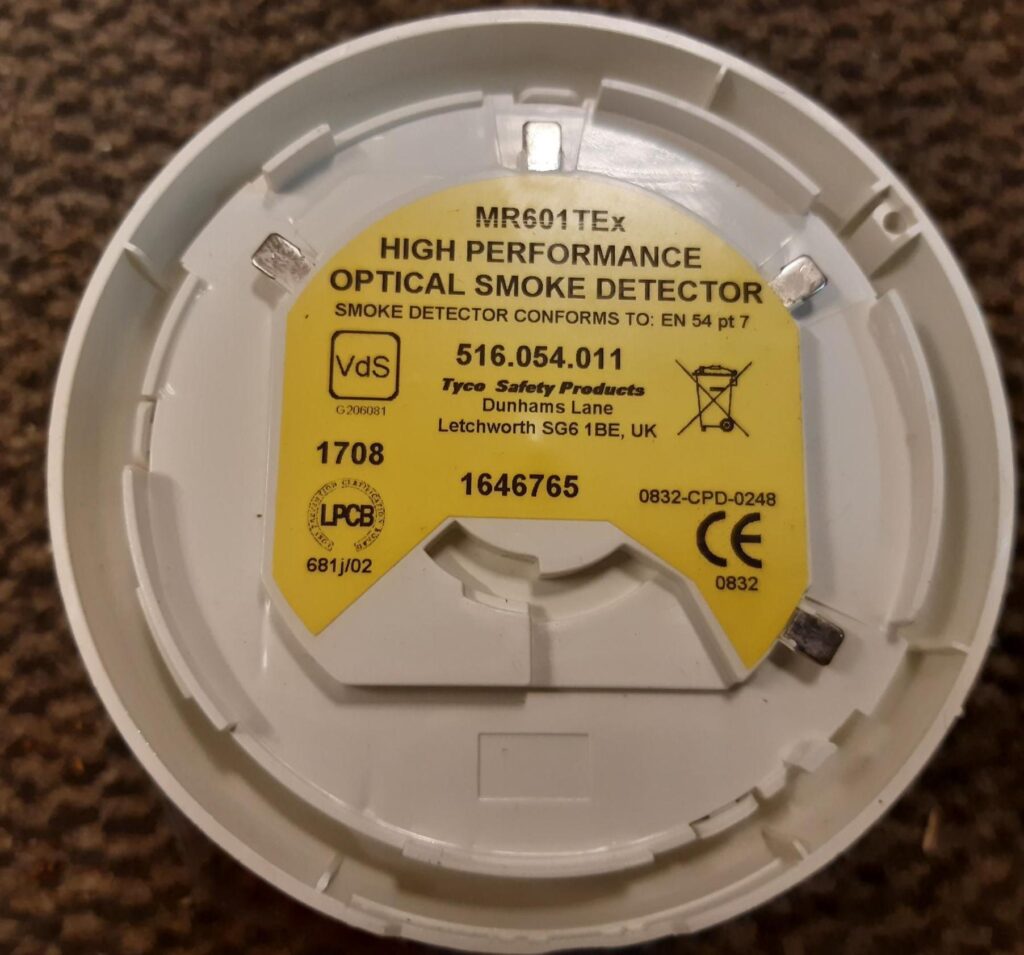 MR601TEx
HIGH PERFORMANCE
OPTICAL SMOKE DETECTOR
SMOKE DETECTOR CONFORMS TO: EN 54 pt 7
VdS
G206081
516.054.011
Tyco Safety Products
Dunhams Lane
Letchworth SG6 1BE, UK
1708
1646765
LPCB
681j/02
0832-CPD-0248
CE
0832